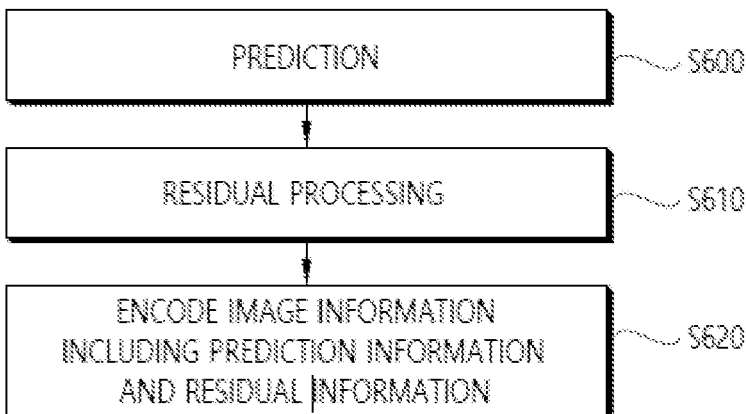 PREDICTION
S600
RESIDUAL PROCESSING
S610
ENCODE IMAGE INFORMATION
INCLUDING PREDICTION INFORMATION
AND RESIDUAL INFORMATION
S620